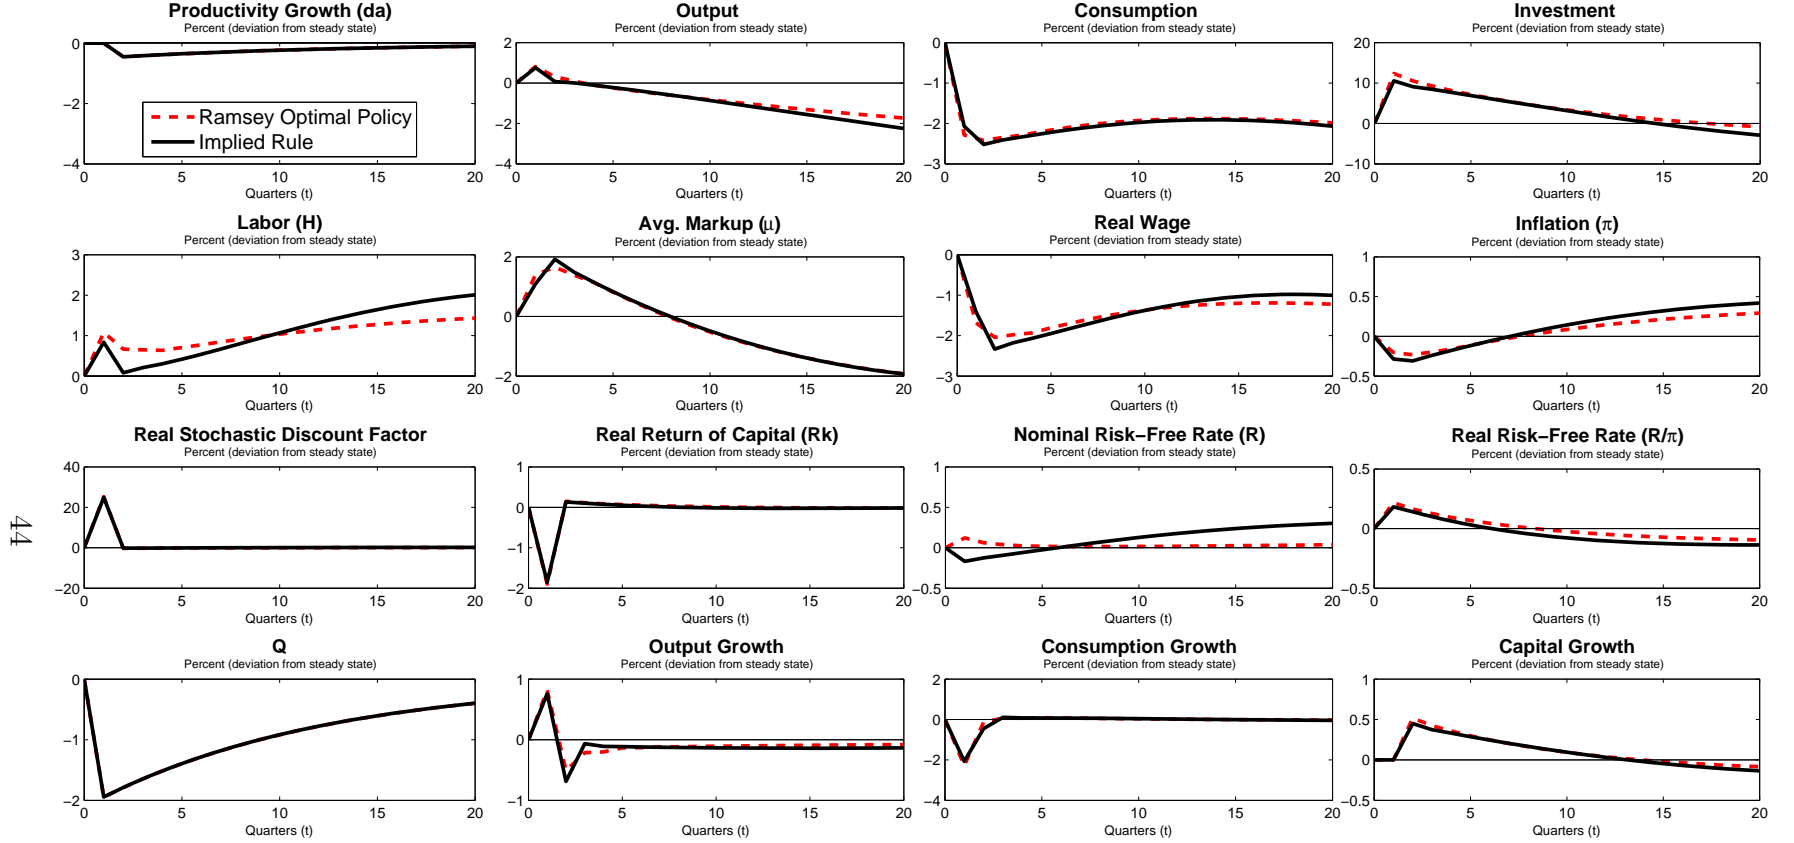 Productivity Growth (da)
Percent (deviation from steady state)
0
−2
−4
0 5 10 15 20
Quarters (t)
Ramsey Optimal Policy
Implied Rule
Output
Percent (deviation from steady state)
2
0
−2
−4
0 5 10 15 20
Quarters (t)
Consumption
Percent (deviation from steady state)
0
−1
−2
−3
0 5 10 15 20
Quarters (t)
Investment
Percent (deviation from steady state)
20
10
0
−10
0 5 10 15 20
Quarters (t)
Labor (H)
Percent (deviation from steady state)
3
2
1
0
0 5 10 15 20
Quarters (t)
Avg. Markup (μ)
Percent (deviation from steady state)
2
0
−2
0 5 10 15 20
Quarters (t)
Real Wage
Percent (deviation from steady state)
0
−1
−2
−3
0 5 10 15 20
Quarters (t)
Inflation (π)
Percent (deviation from steady state)
1
0.5
0
−0.5
0 5 10 15 20
Quarters (t)
Real Stochastic Discount Factor
Percent (deviation from steady state)
40
20
0
−20
0 5 10 15 20
Quarters (t)
Real Return of Capital (Rk)
Percent (deviation from steady state)
1
0
−1
−2
0 5 10 15 20
Quarters (t)
Nominal Risk−Free Rate (R)
Percent (deviation from steady state)
1
0.5
0
−0.5
0 5 10 15 20
Quarters (t)
Real Risk−Free Rate (R/π)
Percent (deviation from steady state)
0.5
0
−0.5
0 5 10 15 20
Quarters (t)
Q
Percent (deviation from steady state)
0
−1
−2
0 5 10 15 20
Quarters (t)
Output Growth
Percent (deviation from steady state)
1
0
−1
0 5 10 15 20
Quarters (t)
Consumption Growth
Percent (deviation from steady state)
2
0
−2
−4
0 5 10 15 20
Quarters (t)
Capital Growth
Percent (deviation from steady state)
1
0.5
0
−0.5
0 5 10 15 20
Quarters (t)
44